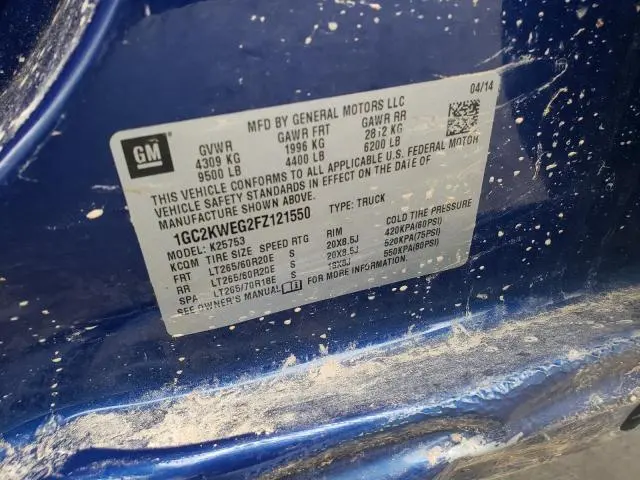 04/14
MFD BY GENERAL MOTORS LLC
GM
GVWR GAWR FRT GAWR RR
4309 KG 1996 KG 2812 KG
9500 LB 4400 LB 6200 LB
THIS VEHICLE CONFORMS TO ALL APPLICABLE U.S. FEDERAL MOTOR
VEHICLE SAFETY STANDARDS IN EFFECT ON THE DATE OF
MANUFACTURE SHOWN ABOVE.
1GC2KWEG2FZ121550 TYPE: TRUCK
MODEL: K25753
KCQM TIRE SIZE SPEED RTG RIM COLD TIRE PRESSURE
FRT LT265/60R20E S 20X8.5J 420KPA(60PSI)
RR LT265/60R20E S 20X8.5J 520KPA(75PSI)
SPA LT265/70R18E S 18X8J 550KPA(80PSI)
SEE OWNER'S MANUAL FOR MORE INFORMATION.